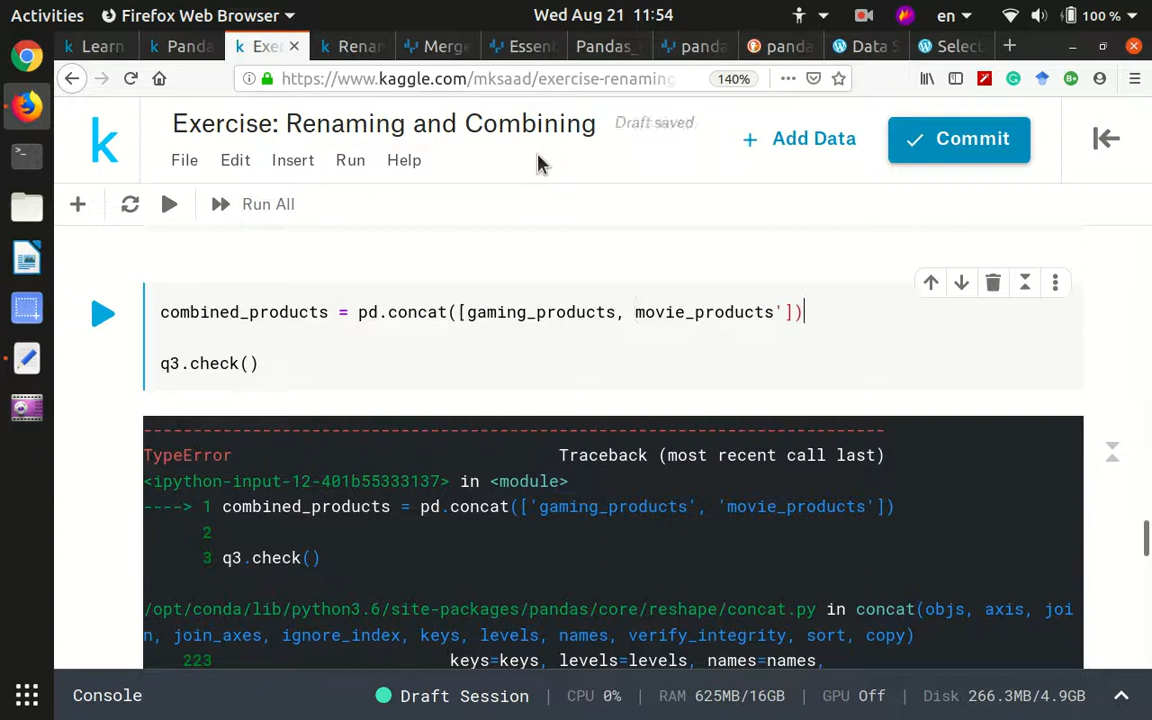 Activities Firefox Web Browser Wed Aug 21 11:54 en 100 %
Learn Panda Exer Rena Merge Essen Pandas_ panda panda Data S Select
https://www.kaggle.com/mksaad/exercise-renaming 140%
Exercise: Renaming and Combining Draft saved
+ Add Data Commit
File Edit Insert Run Help
Run All
combined_products = pd.concat([gaming_products, movie_products'])
q3.check()
---------------------------------------------------------------------------
TypeError Traceback (most recent call last)
<ipython-input-12-401b55333137> in <module>
----> 1 combined_products = pd.concat(['gaming_products', 'movie_products'])
2
3 q3.check()
/opt/conda/lib/python3.6/site-packages/pandas/core/reshape/concat.py in concat(objs, axis, joi
n, join_axes, ignore_index, keys, levels, names, verify_integrity, sort, copy)
223 keys=keys, levels=levels, names=names,
Console Draft Session CPU 0% RAM 625MB/16GB GPU Off Disk 266.3MB/4.9GB